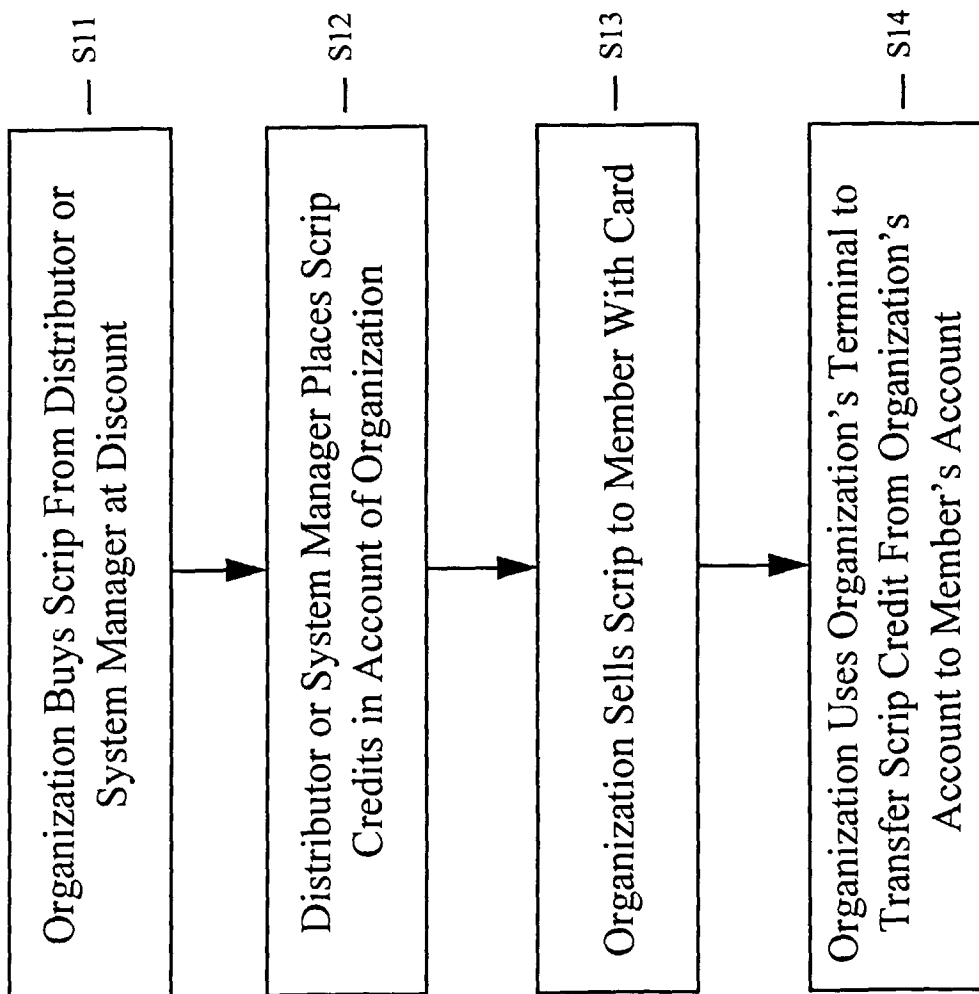 Organization Buys Scrip From Distributor or
System Manager at Discount
S11
Distributor or System Manager Places Scrip
Credits in Account of Organization
S12
Organization Sells Scrip to Member With Card
S13
Organization Uses Organization's Terminal to
Transfer Scrip Credit From Organization's
Account to Member's Account
S14